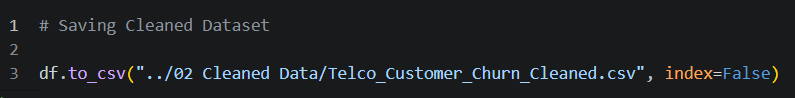 1 # Saving Cleaned Dataset
2
3 df.to_csv("../02 Cleaned Data/Telco_Customer_Churn_Cleaned.csv", index=False)